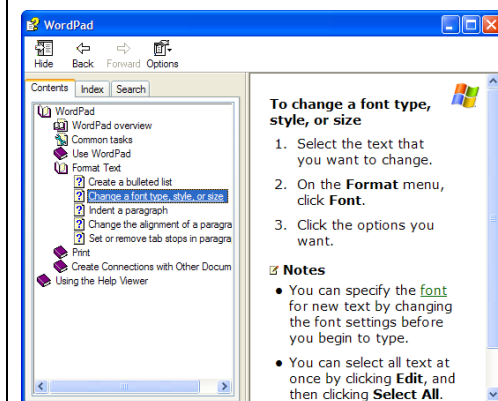 WordPad
Hide Back Forward Options
Contents Index Search
WordPad
WordPad overview
Common tasks
Use WordPad
Format Text
Create a bulleted list
Change a font type, style, or size
Indent a paragraph
Change the alignment of a paragra
Set or remove tab stops in paragra
Print
Create Connections with Other Docum
Using the Help Viewer
To change a font type,
style, or size
1. Select the text that
you want to change.
2. On the Format menu,
click Font.
3. Click the options you
want.
Notes
• You can specify the font
for new text by changing
the font settings before
you begin to type.
• You can select all text at
once by clicking Edit, and
then clicking Select All.